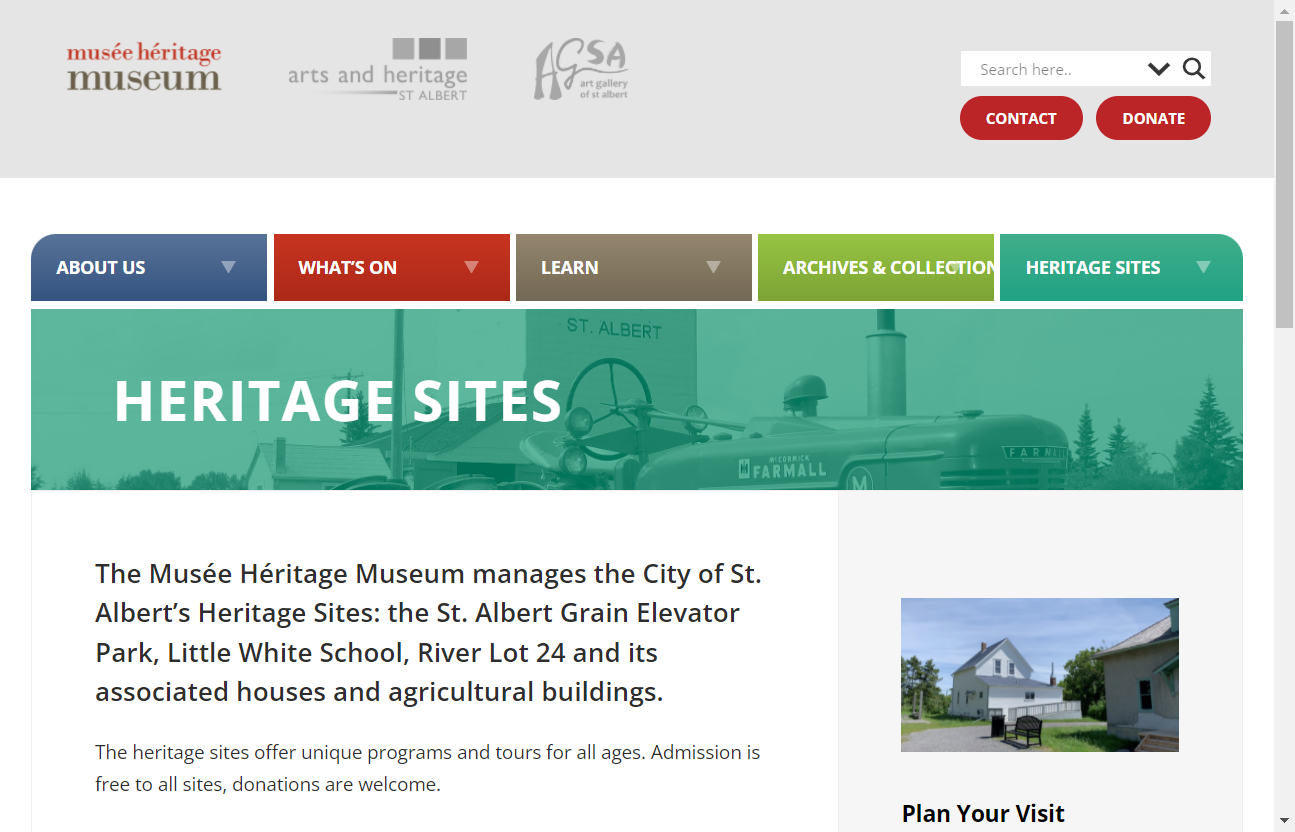 musée héritage
museum
arts and heritage
ST ALBERT
AGSA
art gallery
of st albert
Search here..
CONTACT
DONATE
ABOUT US
WHAT'S ON
LEARN
ARCHIVES & COLLECTION
HERITAGE SITES
ST. ALBERT
HERITAGE SITES
McCORMICK
FARMALL
M
FARMALL
The Musée Héritage Museum manages the City of St.
Albert’s Heritage Sites: the St. Albert Grain Elevator
Park, Little White School, River Lot 24 and its
associated houses and agricultural buildings.
The heritage sites offer unique programs and tours for all ages. Admission is
free to all sites, donations are welcome.
Plan Your Visit